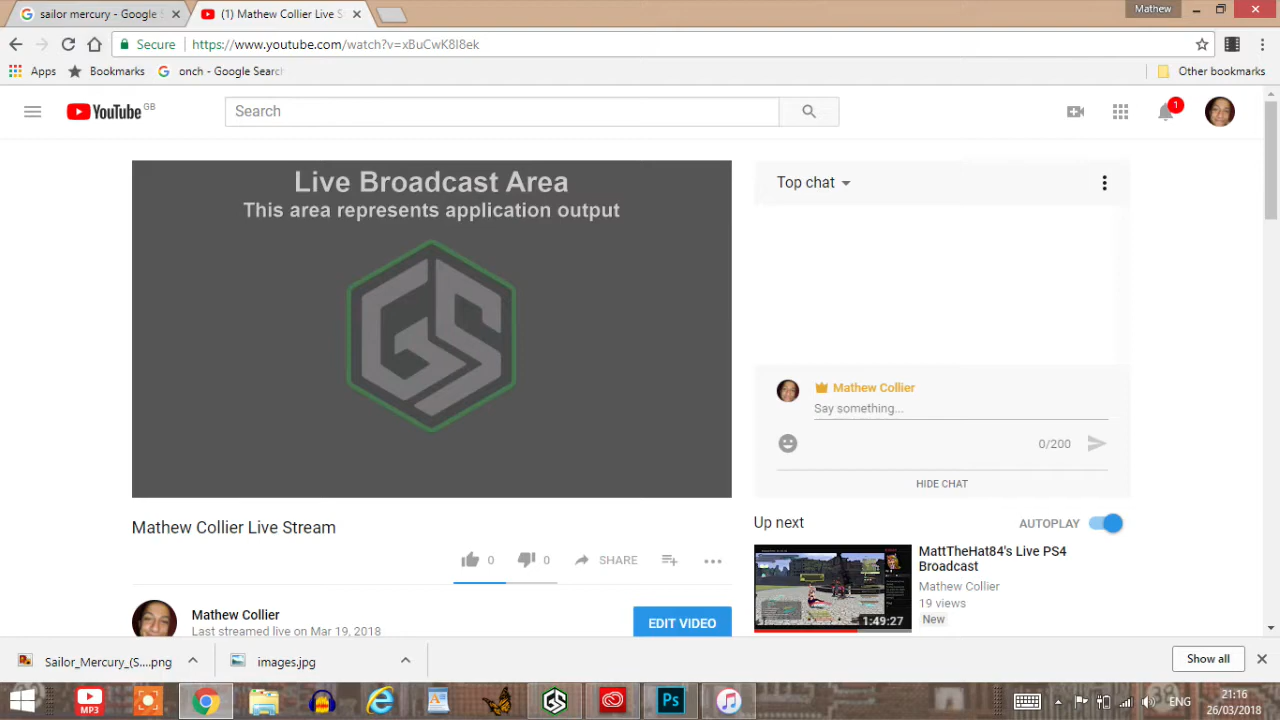 sailor mercury - Google S
(1) Mathew Collier Live S
Mathew
Secure
https://www.youtube.com/watch?v=xBuCwK8I8ek
Apps
Bookmarks
onch - Google Search
Other bookmarks
YouTube GB
Search
1
Live Broadcast Area
This area represents application output
GS
Top chat
Mathew Collier
Say something...
0/200
HIDE CHAT
Mathew Collier Live Stream
0
0
SHARE
Up next
AUTOPLAY
MattTheHat84's Live PS4
Broadcast
Mathew Collier
19 views
New
1:49:27
Mathew Collier
Last streamed live on Mar 19, 2018
EDIT VIDEO
Sailor_Mercury_(S....png
images.jpg
Show all
MP3
Ps
ENG
21:16
26/03/2018